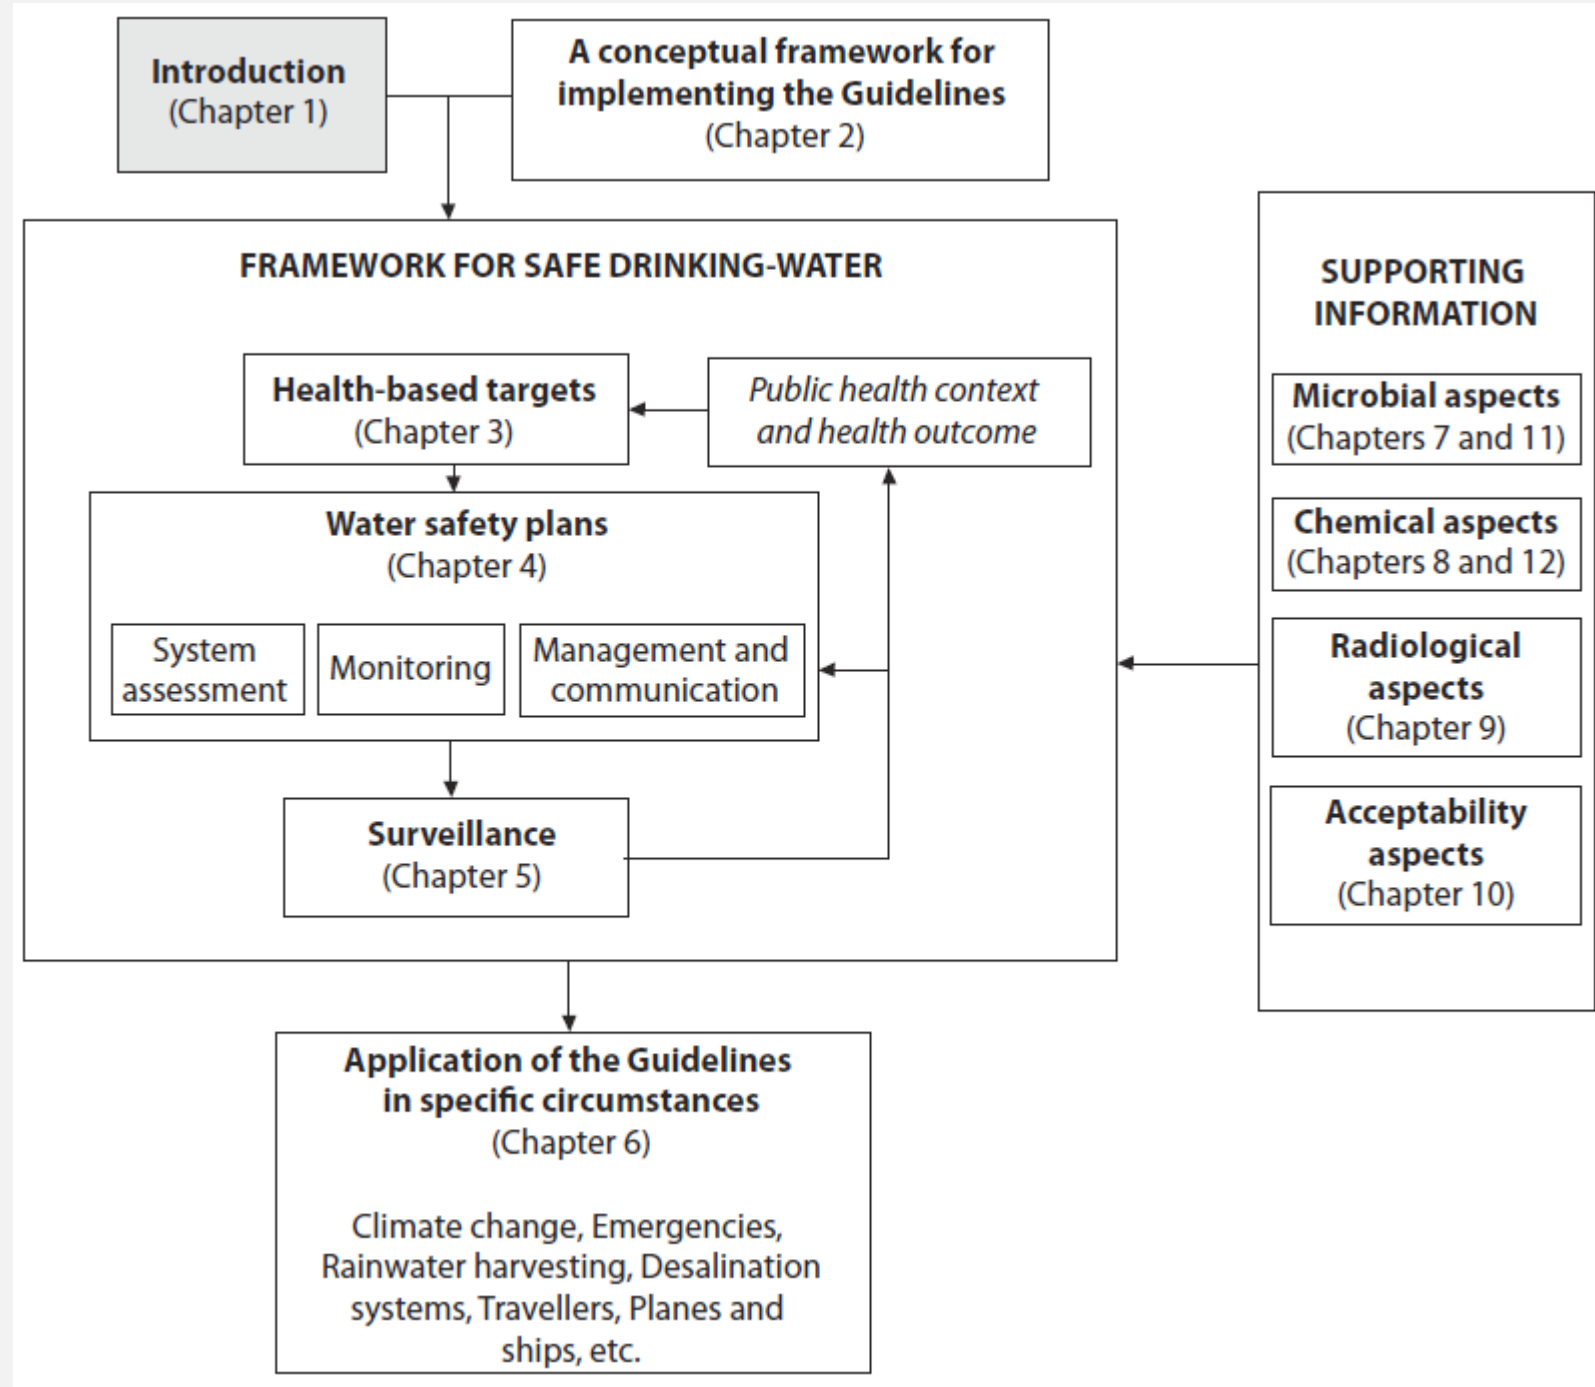 Introduction
(Chapter 1)
A conceptual framework for
implementing the Guidelines
(Chapter 2)
FRAMEWORK FOR SAFE DRINKING-WATER
Health-based targets
(Chapter 3)
Public health context
and health outcome
Water safety plans
(Chapter 4)
System
assessment
Monitoring
Management and
communication
Surveillance
(Chapter 5)
SUPPORTING
INFORMATION
Microbial aspects
(Chapters 7 and 11)
Chemical aspects
(Chapters 8 and 12)
Radiological
aspects
(Chapter 9)
Acceptability
aspects
(Chapter 10)
Application of the Guidelines
in specific circumstances
(Chapter 6)
Climate change, Emergencies,
Rainwater harvesting, Desalination
systems, Travellers, Planes and
ships, etc.